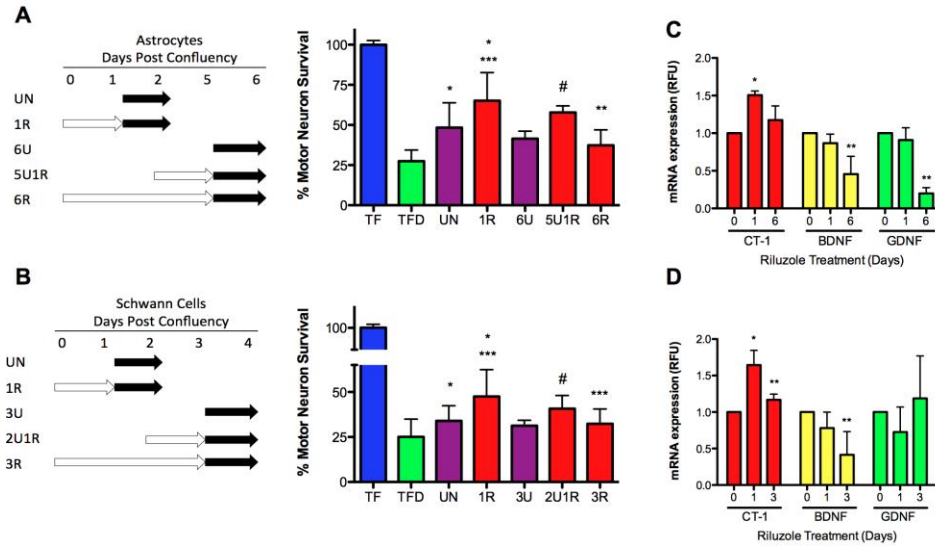 A
Astrocytes
Days Post Confluency
0 1 2 5 6
UN
1R
6U
5U1R
6R
% Motor Neuron Survival
100
75
50
25
0
*
*
***
#
**
TF TFD UN 1R 6U 5U1R 6R
C
mRNA expression (RFU)
2.0
1.5
1.0
0.5
0.0
*
**
**
0 1 6 0 1 6 0 1 6
CT-1 BDNF GDNF
Riluzole Treatment (Days)
B
Schwann Cells
Days Post Confluency
0 1 2 3 4
UN
1R
3U
2U1R
3R
% Motor Neuron Survival
100
50
25
0
*
*
***
#
***
TF TFD UN 1R 3U 2U1R 3R
D
mRNA expression (RFU)
2.0
1.5
1.0
0.5
0.0
*
**
**
0 1 3 0 1 3 0 1 3
CT-1 BDNF GDNF
Riluzole Treatment (Days)